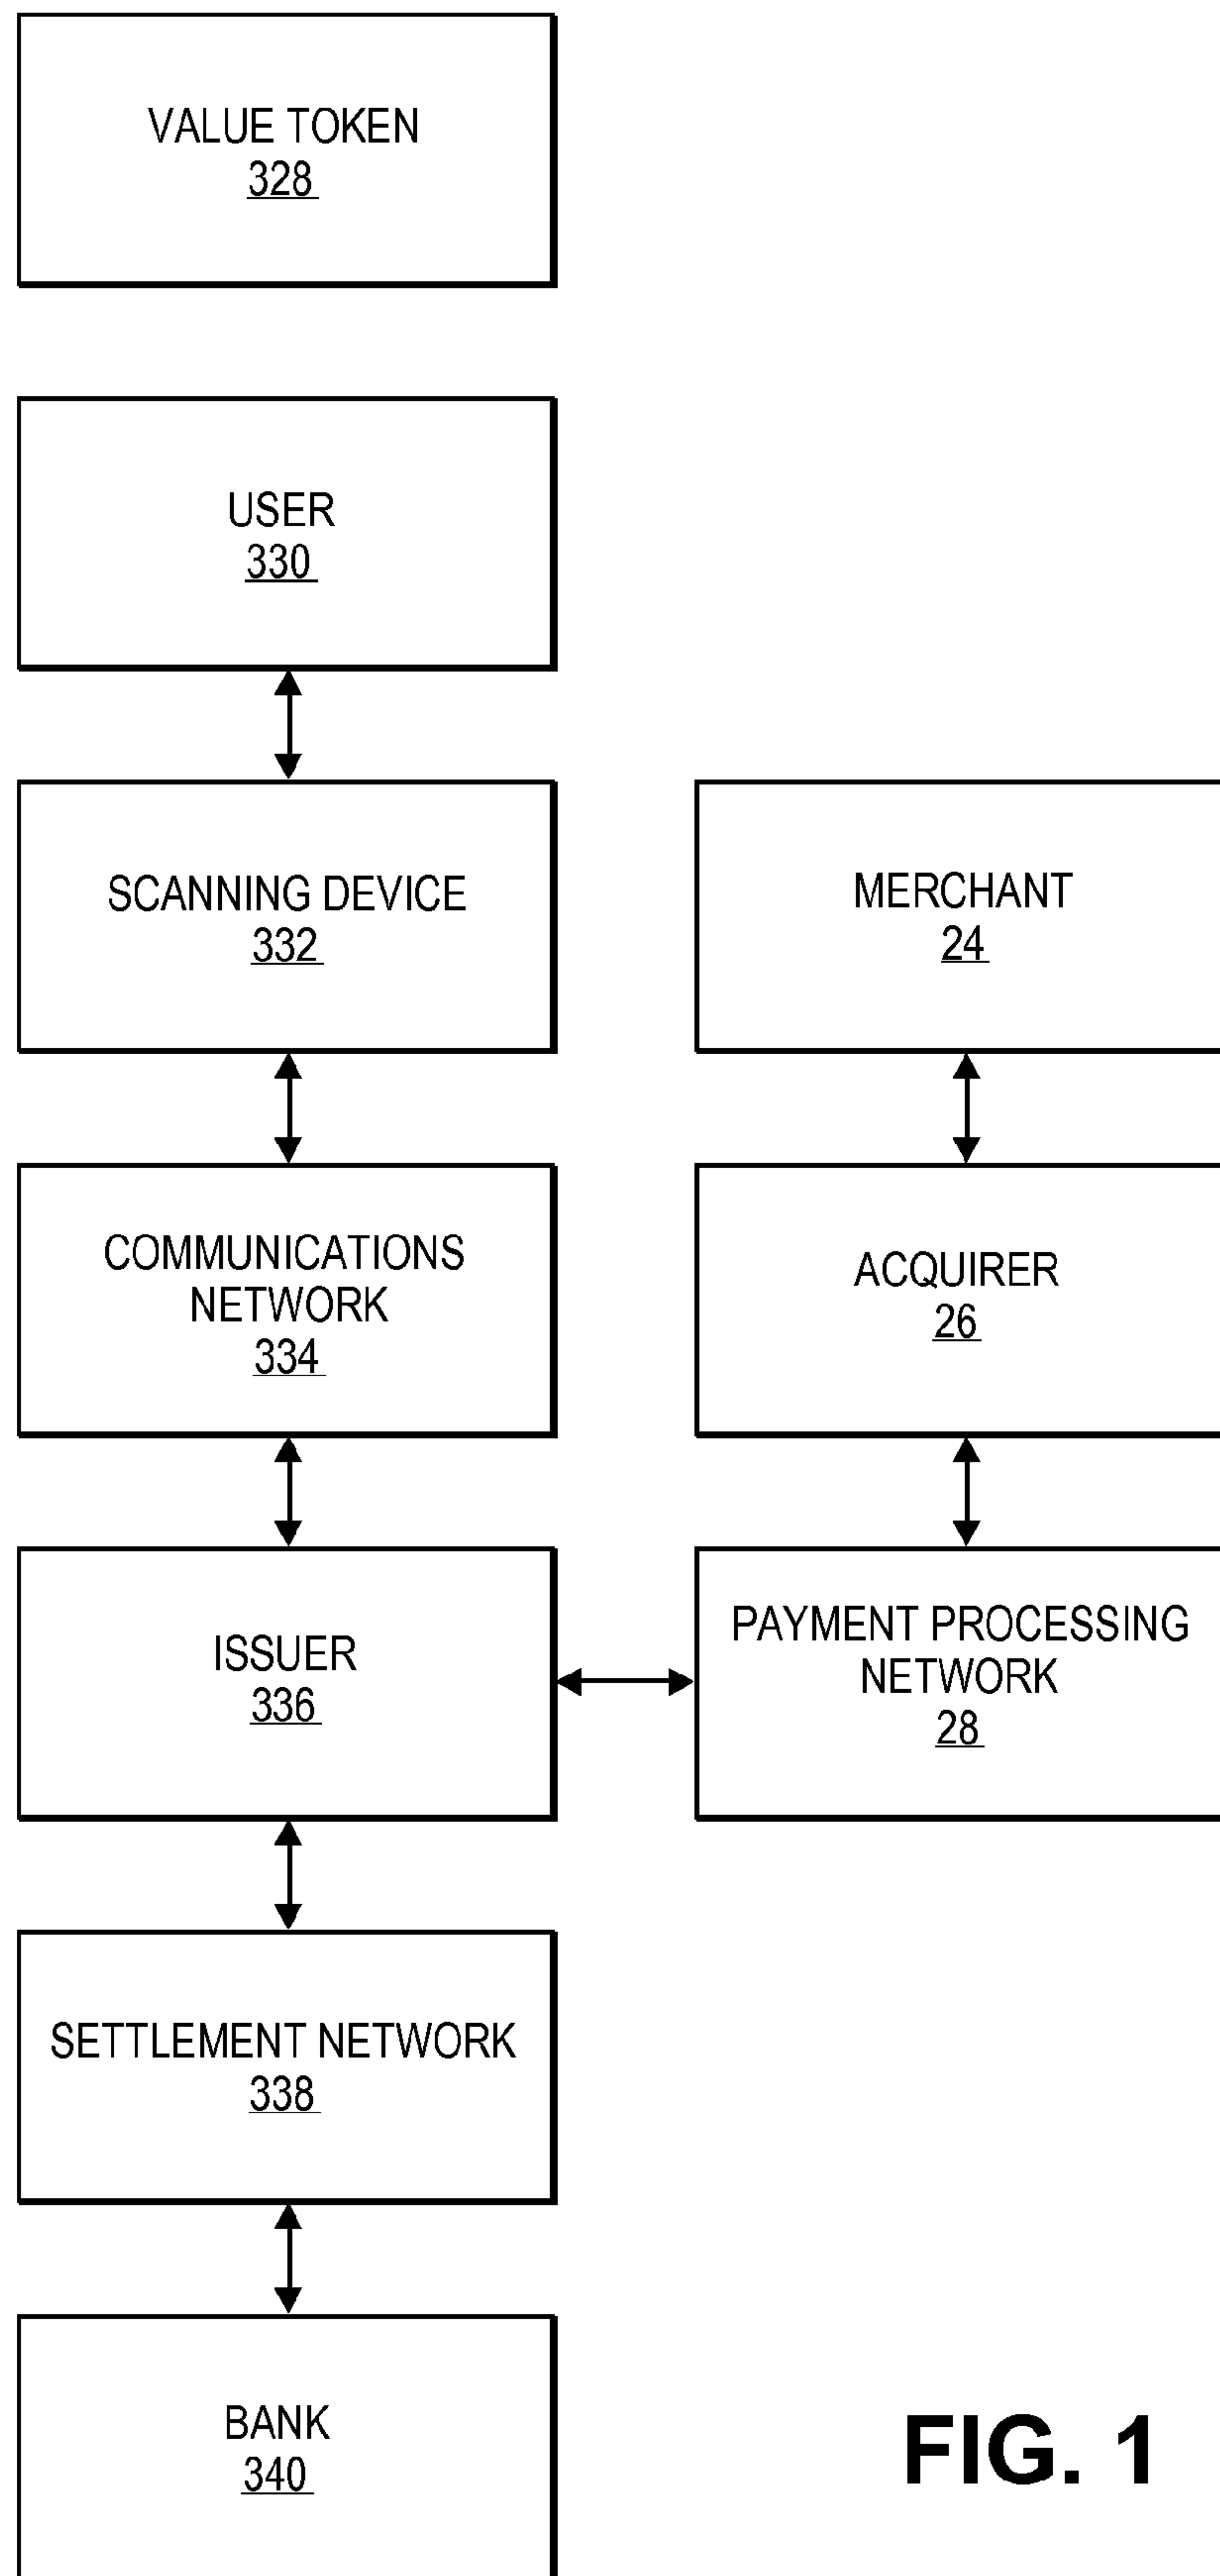 VALUE TOKEN
328
USER
330
SCANNING DEVICE
332
MERCHANT
24
COMMUNICATIONS
NETWORK
334
ACQUIRER
26
ISSUER
336
PAYMENT PROCESSING
NETWORK
28
SETTLEMENT NETWORK
338
BANK
340
FIG. 1